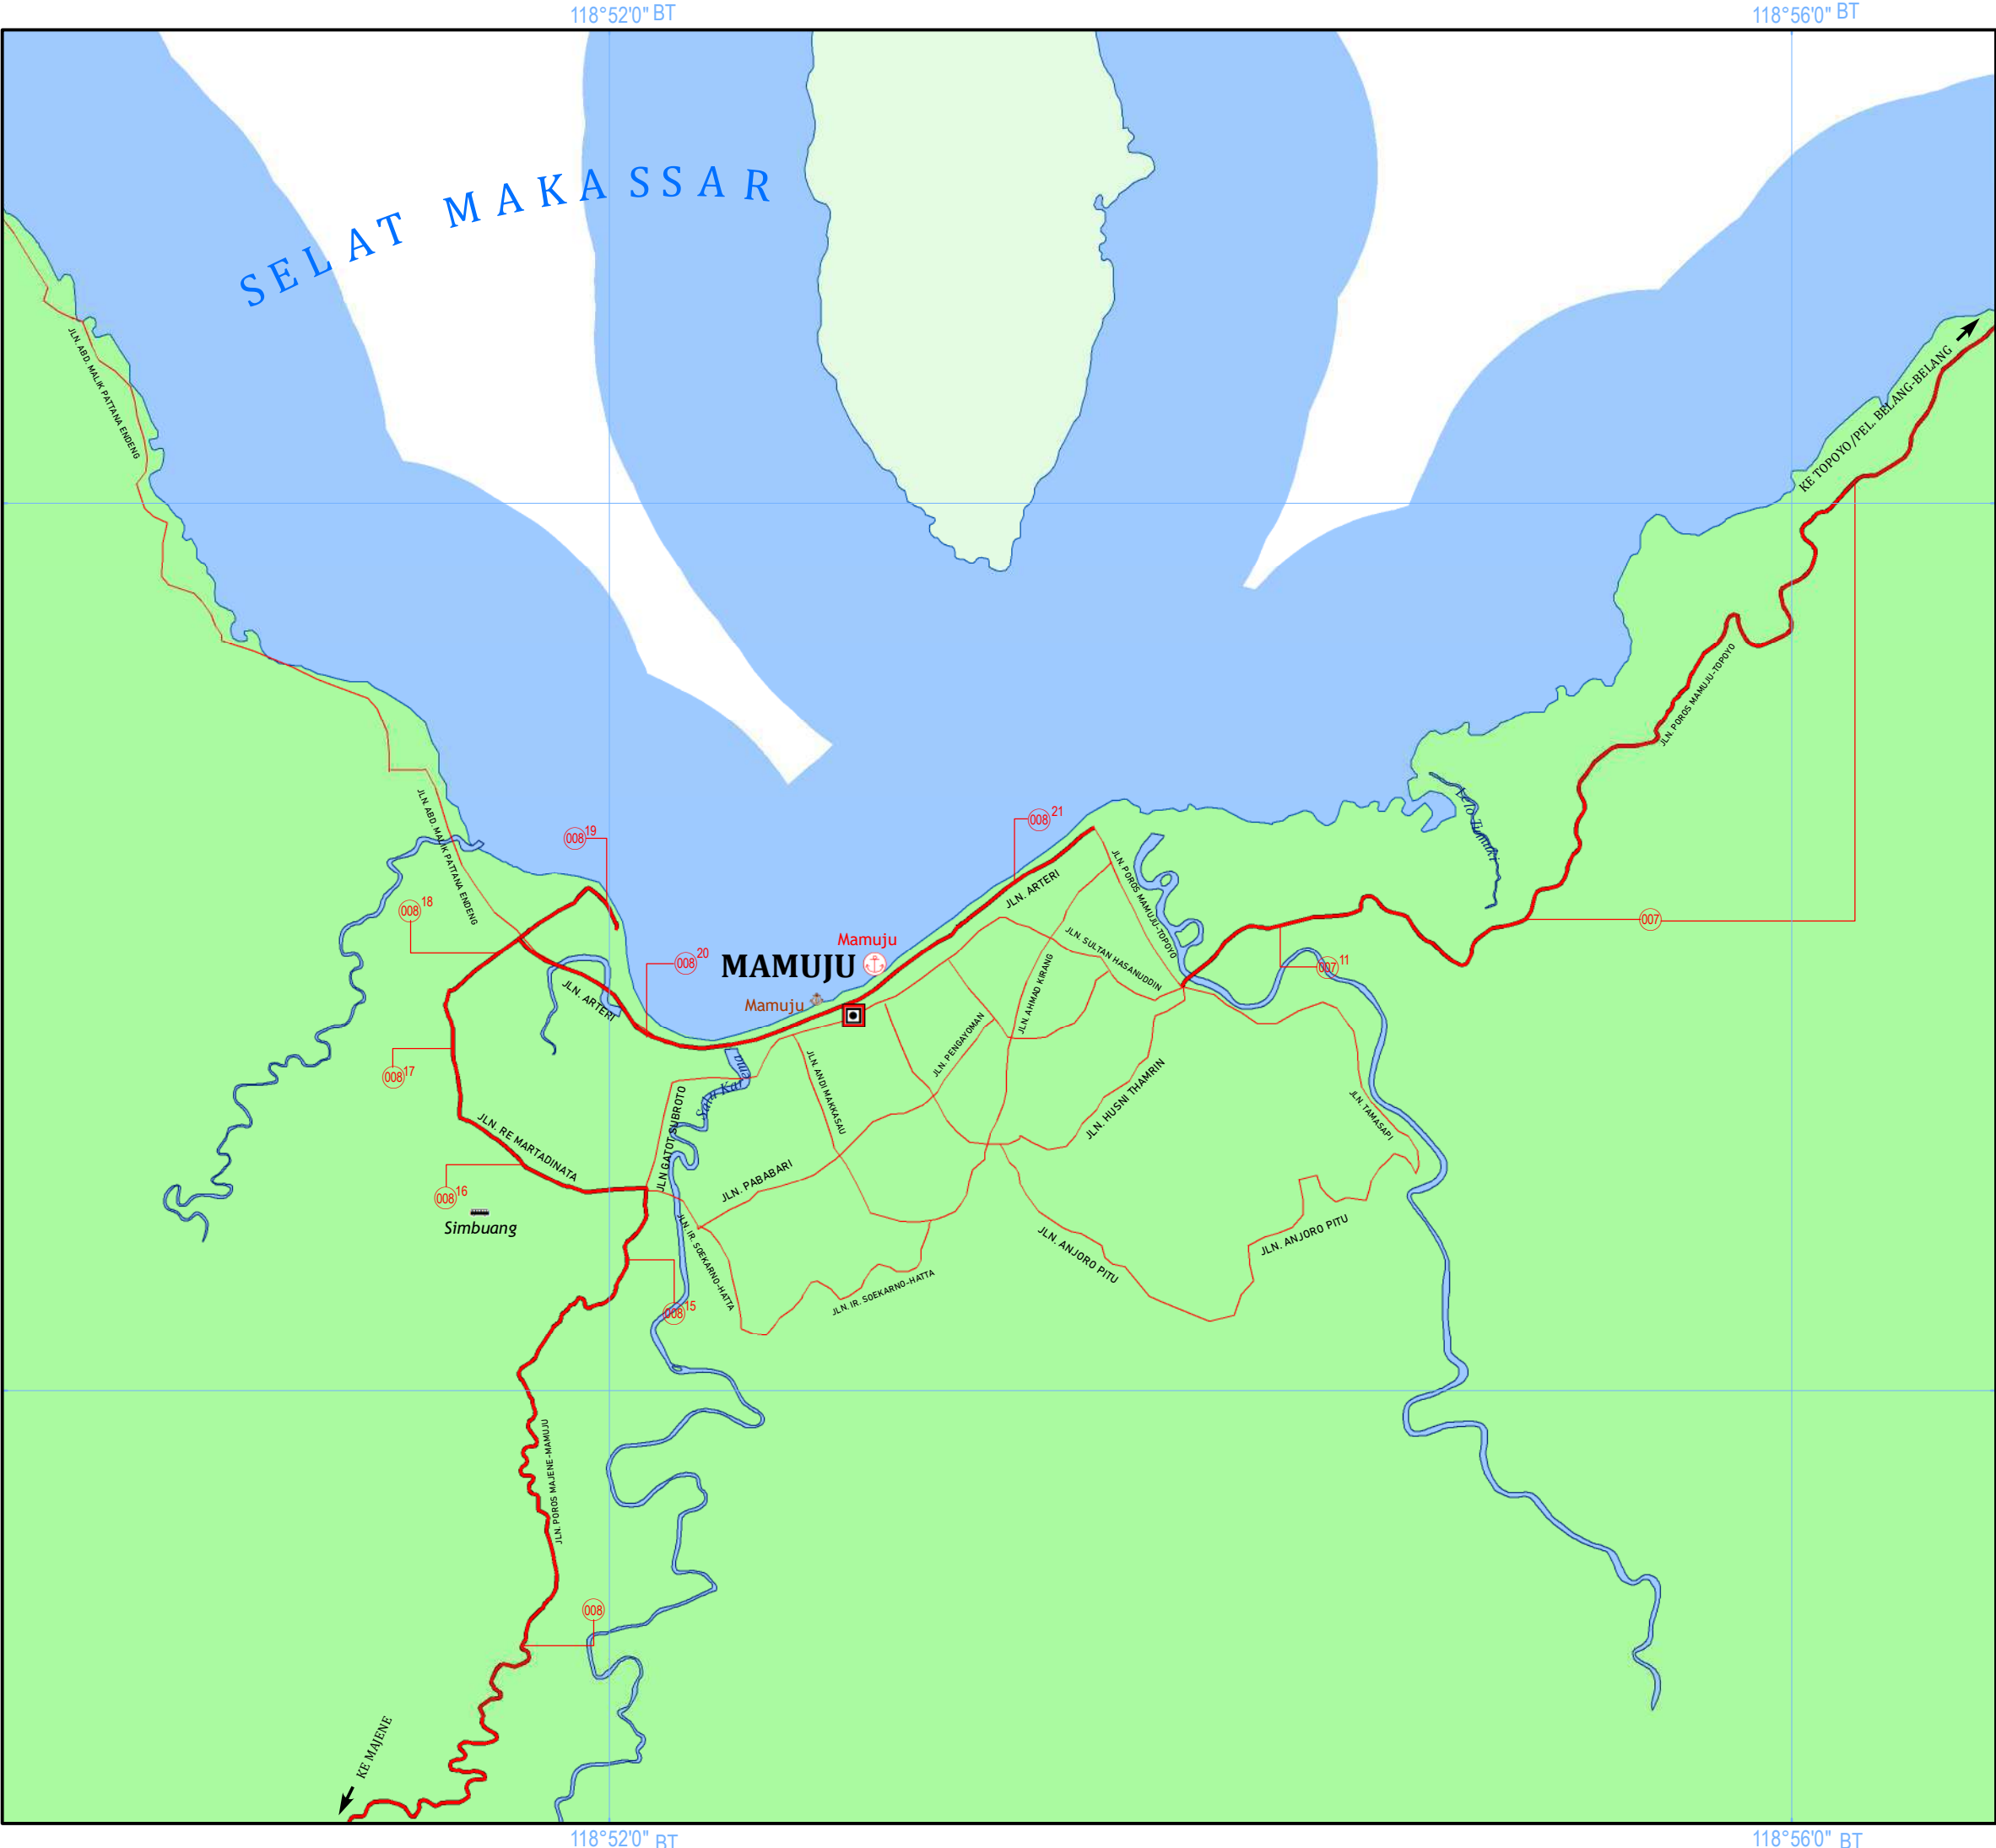 118°52'0" BT
118°56'0" BT
SELAT MAKASSAR
JLN. ABD. MALIK PATTANA ENDENG
KE TOPOYO/PEL. BELANG-BELANG
JLN. POROS MAMUJU-TOPOYO
JLN. ABD. MALIK PATTANA ENDENG
Lelo Tumuki
008 19
008 21
008 18
JLN. ARTERI
JLN. POROS MAMUJU-TOPOYO
007
Mamuju
MAMUJU
008 20
JLN. SULTAN HASANUDDIN
007 11
Mamuju
JLN. ARTERI
JLN. AHMAD KIRANG
JLN. PENGAYOMAN
008 17
JLN. ANDI MAKKASAU
JLN. HUSNI THAMRIN
JLN. TAMASAPI
JLN. RE MARTADINATA
JLN GATOT SUBROTO
JLN. PABABARI
008 16
Simbuang
JLN. IR. SOEKARNO-HATTA
JLN. ANJORO PITU
JLN. ANJORO PITU
JLN. IR. SOEKARNO-HATTA
008 15
JLN. POROS MAJENE-MAMUJU
008
KE MAJENE
118°52'0" BT
118°56'0" BT